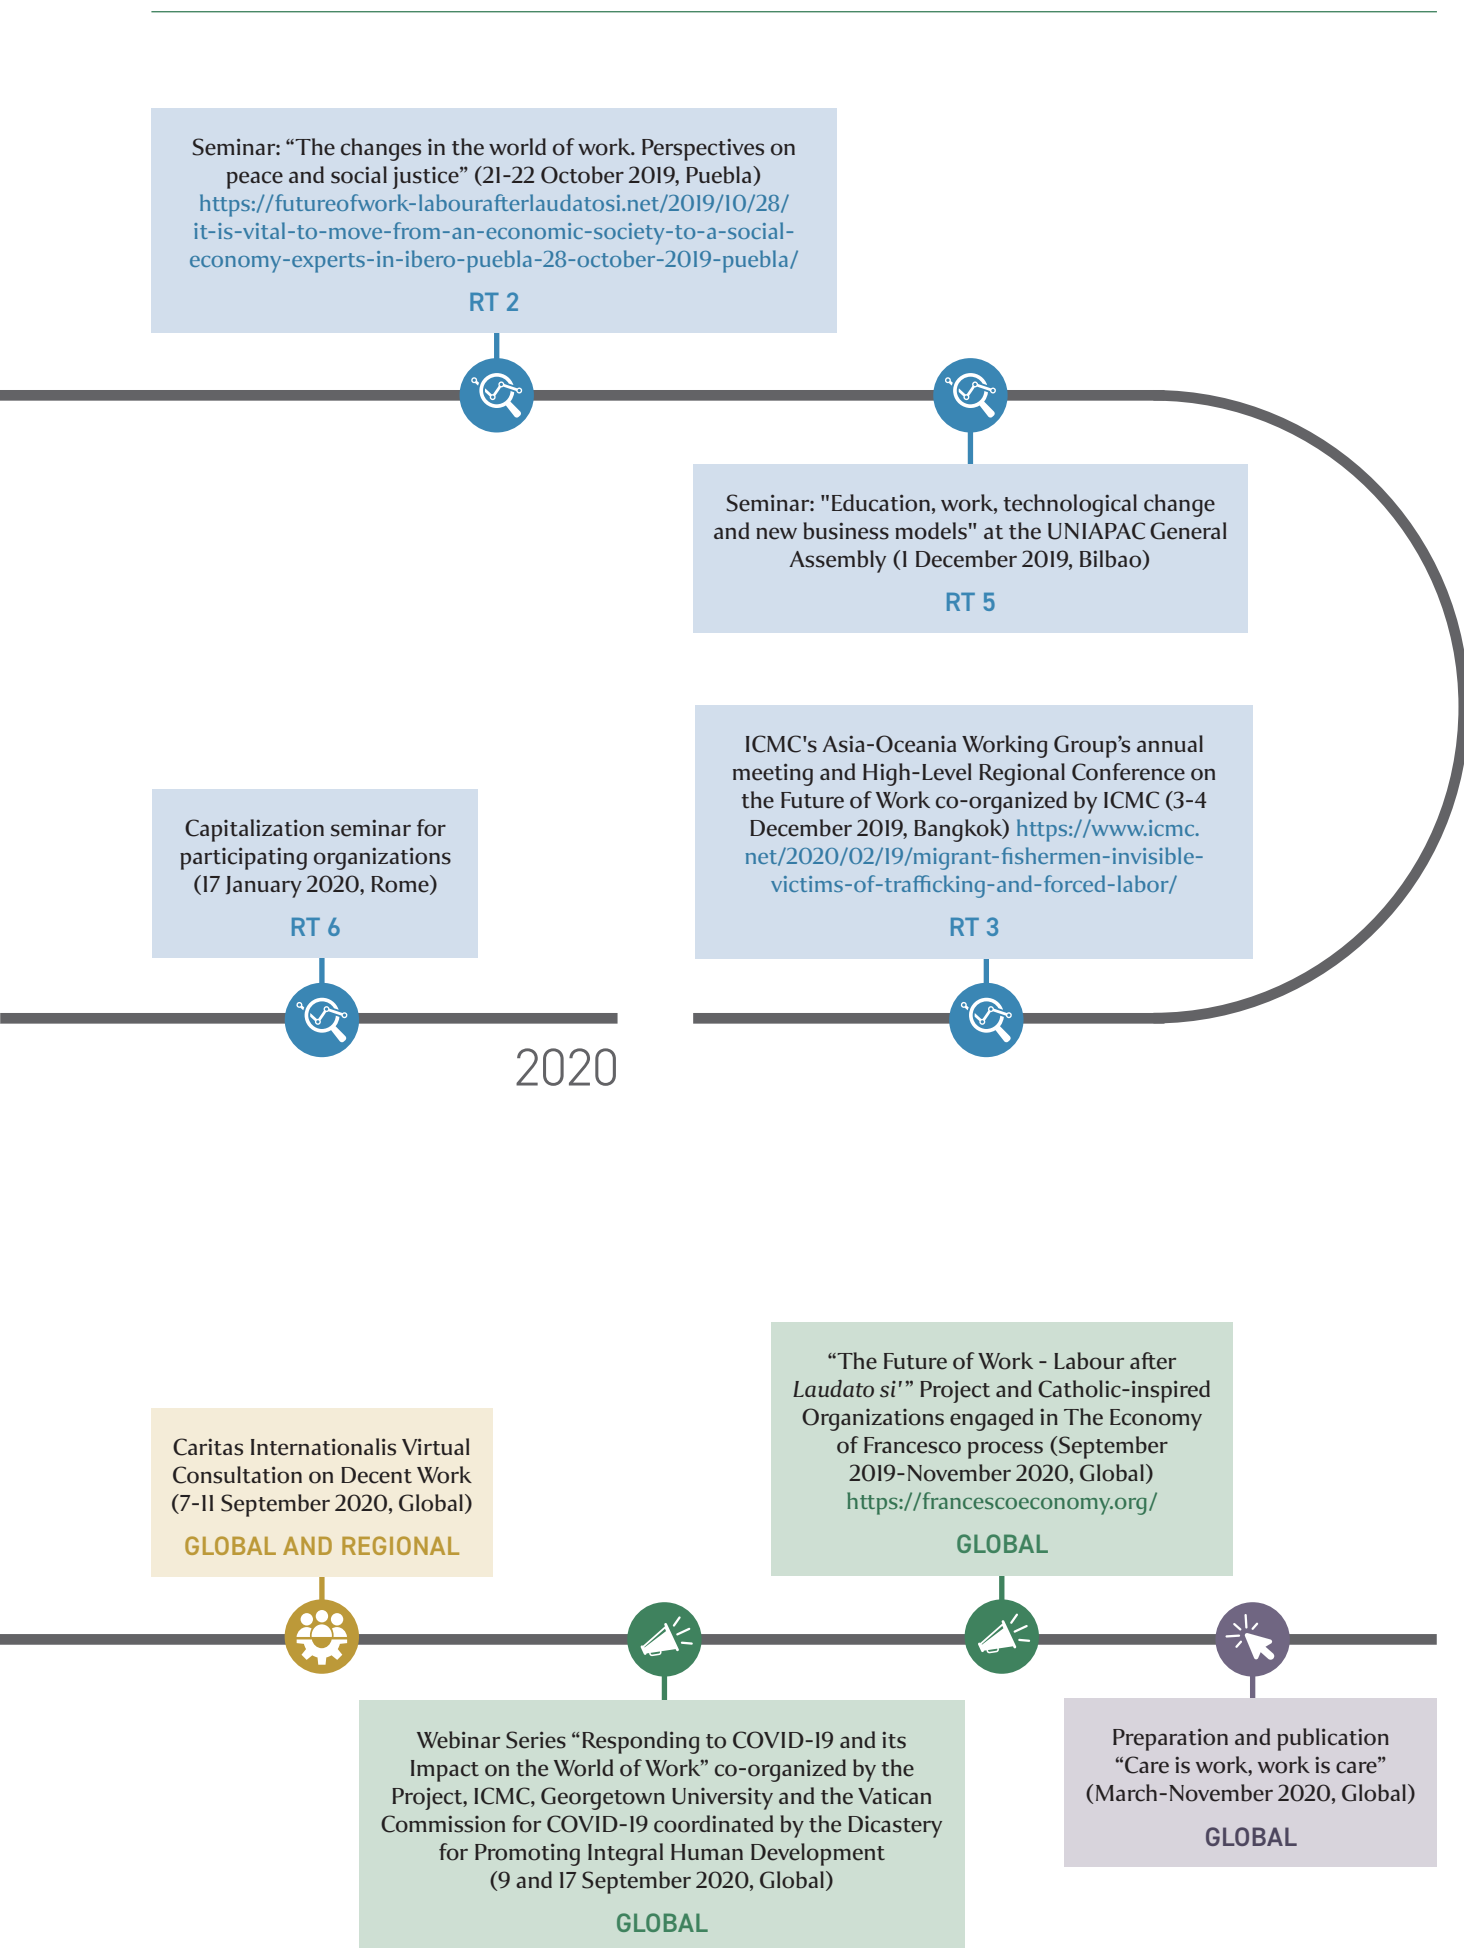 Seminar: “The changes in the world of work. Perspectives on
peace and social justice” (21-22 October 2019, Puebla)
https://futureofwork-labourafterlaudatosi.net/2019/10/28/
it-is-vital-to-move-from-an-economic-society-to-a-social-
economy-experts-in-ibero-puebla-28-october-2019-puebla/
RT 2
Seminar: "Education, work, technological change
and new business models" at the UNIAPAC General
Assembly (1 December 2019, Bilbao)
RT 5
ICMC's Asia-Oceania Working Group’s annual
meeting and High-Level Regional Conference on
the Future of Work co-organized by ICMC (3-4
December 2019, Bangkok) https://www.icmc.
net/2020/02/19/migrant-fishermen-invisible-
victims-of-trafficking-and-forced-labor/
RT 3
Capitalization seminar for
participating organizations
(17 January 2020, Rome)
RT 6
2020
Caritas Internationalis Virtual
Consultation on Decent Work
(7-11 September 2020, Global)
GLOBAL AND REGIONAL
Webinar Series “Responding to COVID-19 and its
Impact on the World of Work” co-organized by the
Project, ICMC, Georgetown University and the Vatican
Commission for COVID-19 coordinated by the Dicastery
for Promoting Integral Human Development
(9 and 17 September 2020, Global)
GLOBAL
“The Future of Work - Labour after
Laudato si'” Project and Catholic-inspired
Organizations engaged in The Economy
of Francesco process (September
2019-November 2020, Global)
https://francescoeconomy.org/
GLOBAL
Preparation and publication
“Care is work, work is care”
(March-November 2020, Global)
GLOBAL